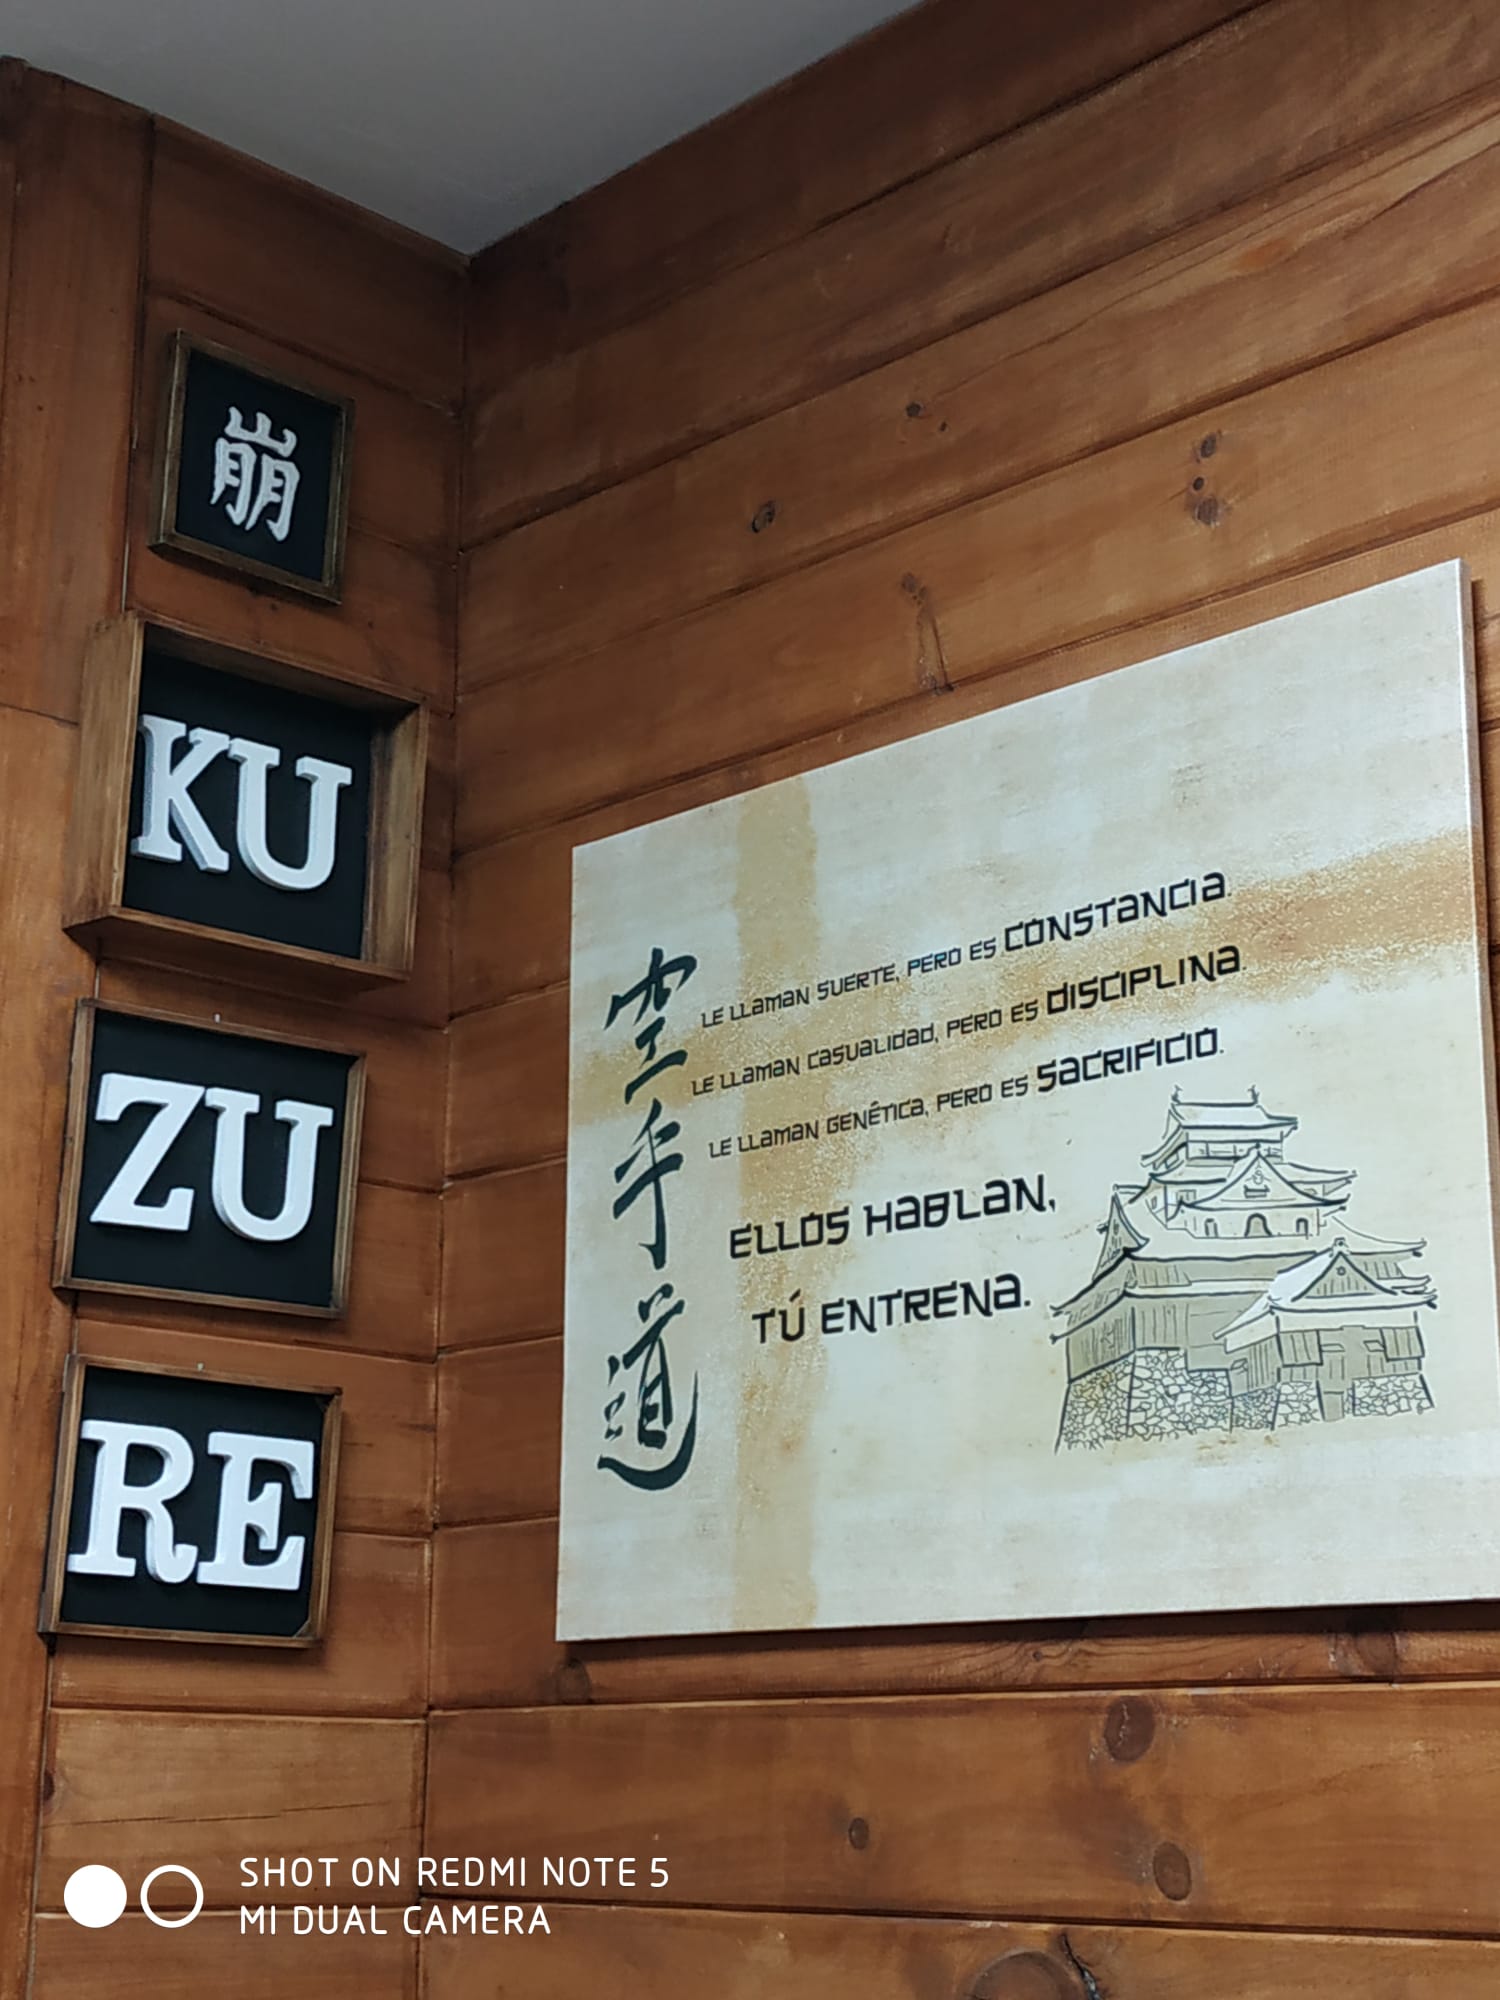 崩
KU
ZU
RE
空手道
LE LLAMAN SUERTE, PERO ES CONSTANCIA.
LE LLAMAN CASUALIDAD, PERO ES DISCIPLINA.
LE LLAMAN GENÉTICA, PERO ES SACRIFICIO.
ELLOS HABLAN,
TÚ ENTRENA.
SHOT ON REDMI NOTE 5
MI DUAL CAMERA